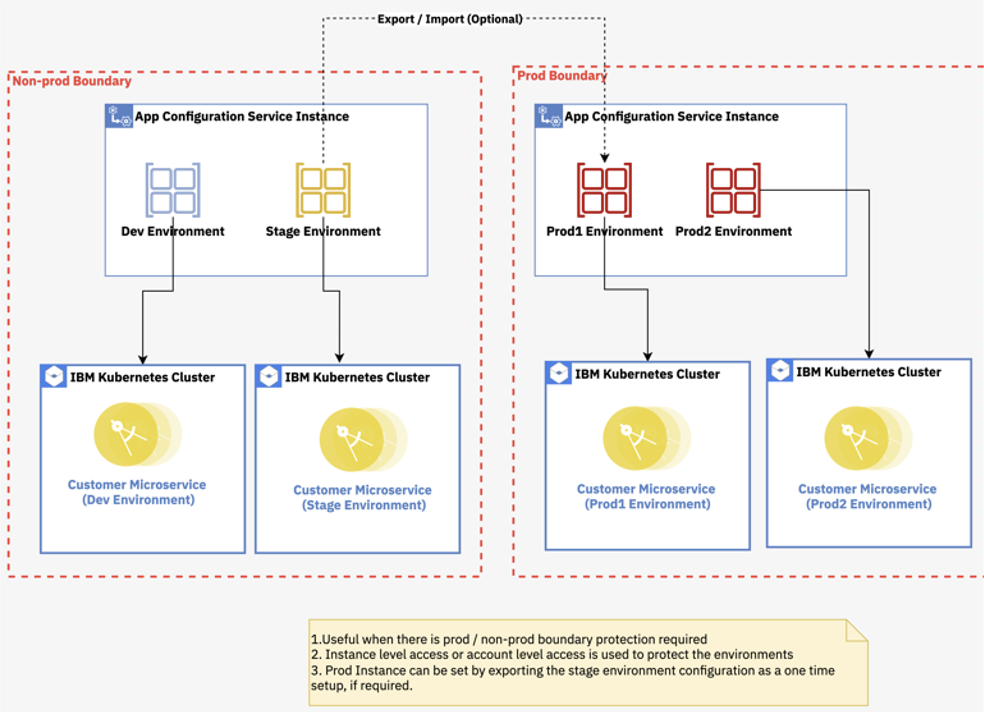 Export / Import (Optional)
Non-prod Boundary
Prod Boundary
App Configuration Service Instance
App Configuration Service Instance
Dev Environment
Stage Environment
Prod1 Environment
Prod2 Environment
IBM Kubernetes Cluster
IBM Kubernetes Cluster
IBM Kubernetes Cluster
IBM Kubernetes Cluster
Customer Microservice
(Dev Environment)
Customer Microservice
(Stage Environment)
Customer Microservice
(Prod1 Environment)
Customer Microservice
(Prod2 Environment)
1.Useful when there is prod / non-prod boundary protection required
2. Instance level access or account level access is used to protect the environments
3. Prod Instance can be set by exporting the stage environment configuration as a one time
setup, if required.